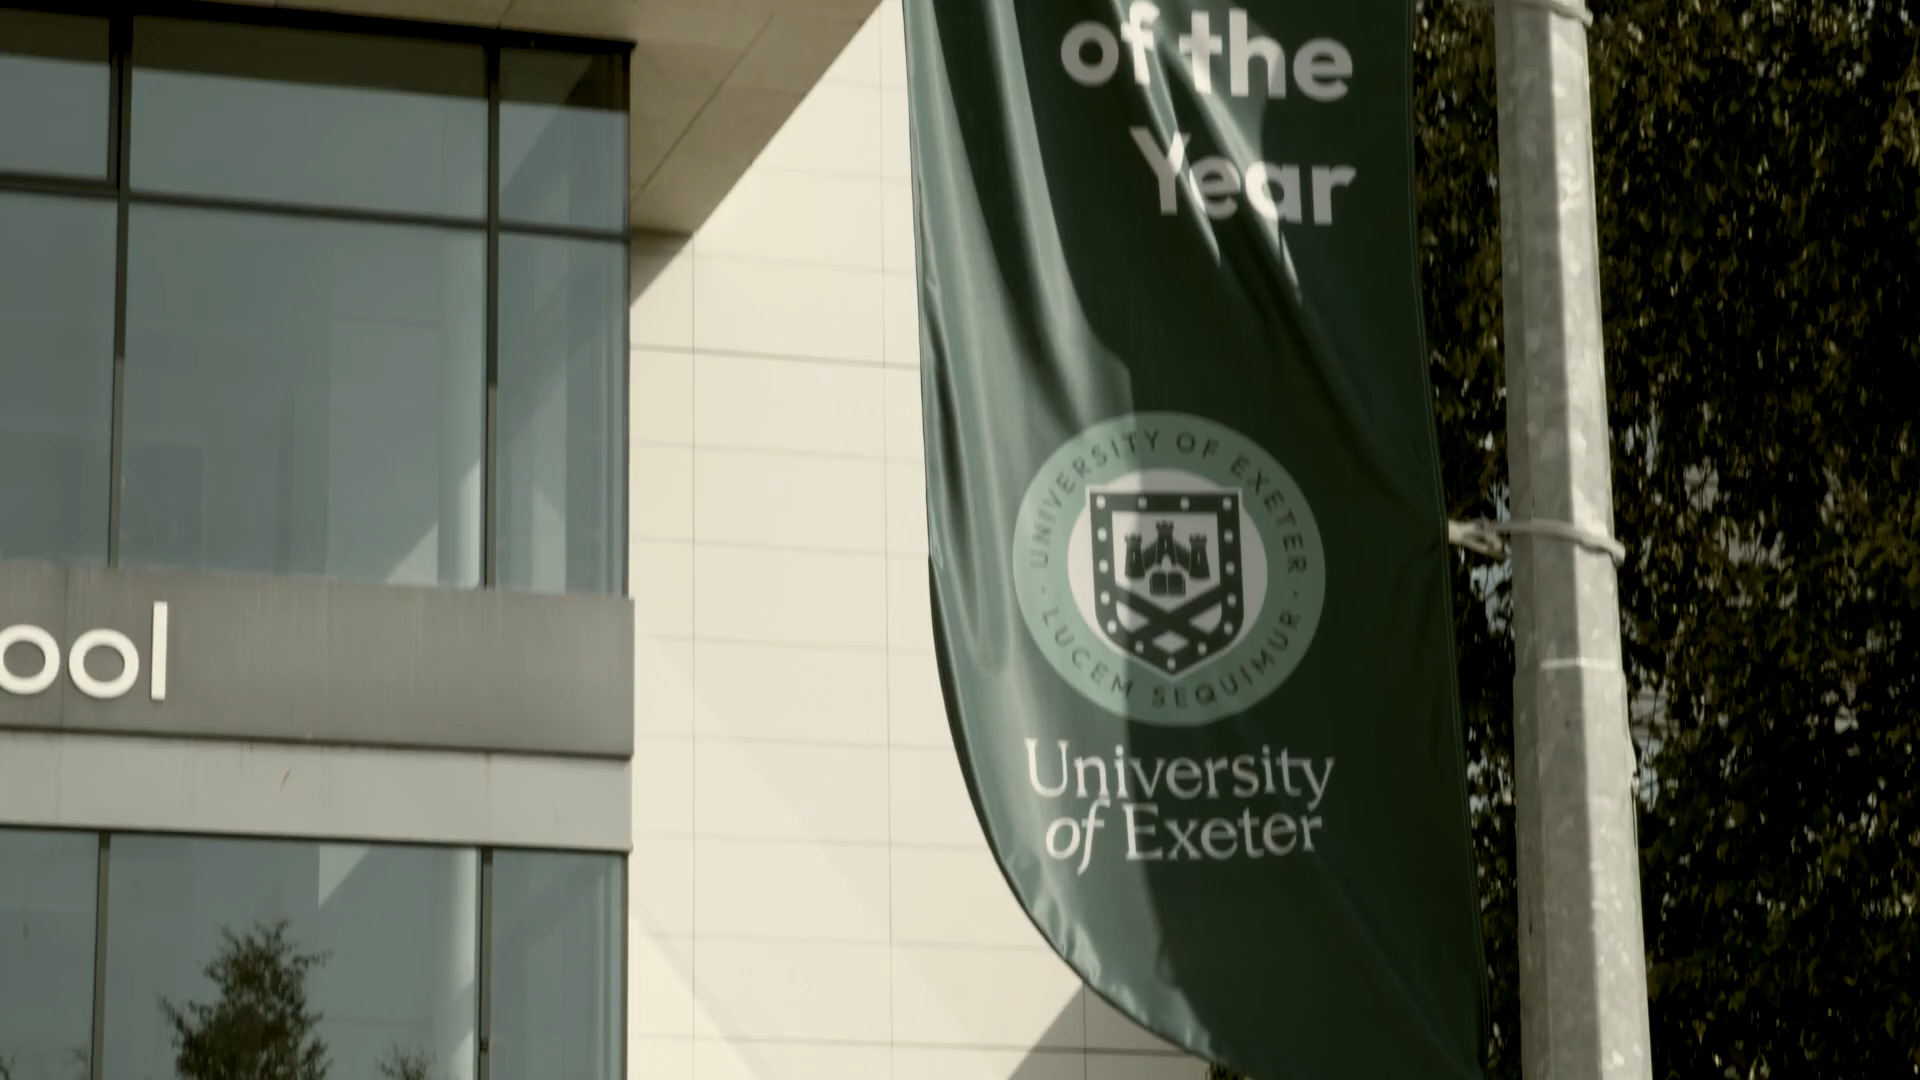 of the
Year
UNIVERSITY OF EXETER
LUCEM SEQUIMUR
University
of Exeter
ool